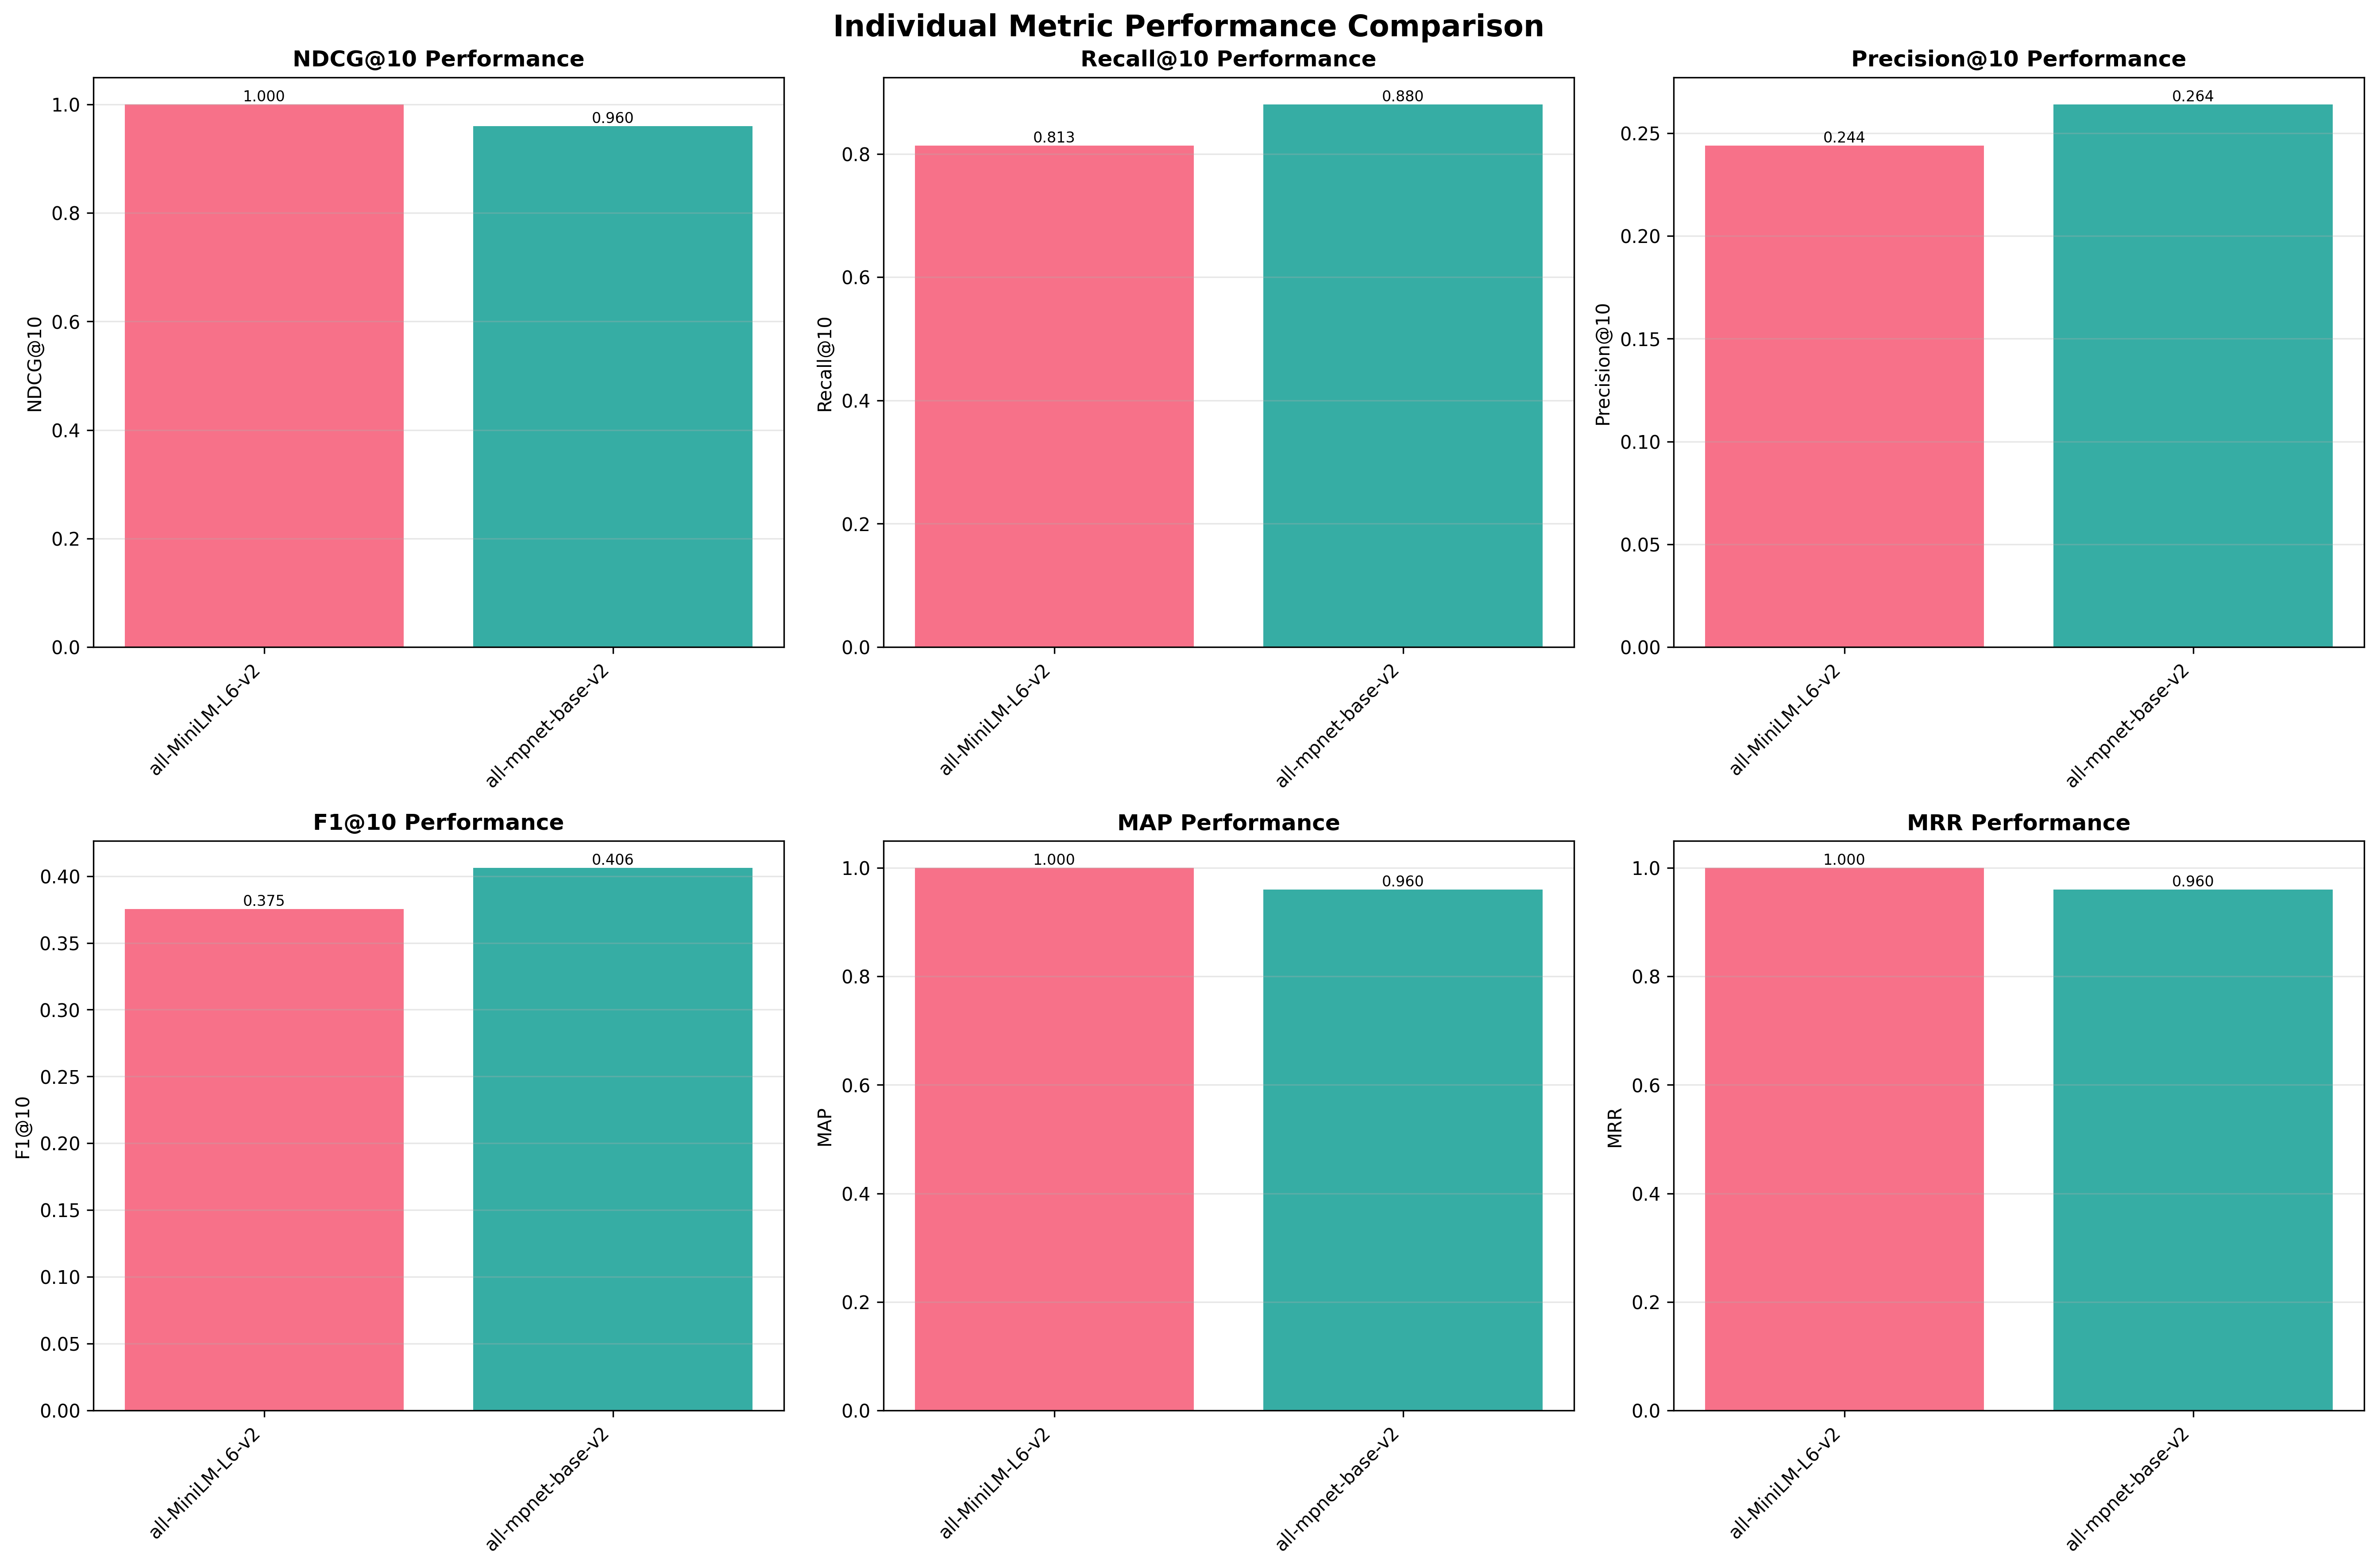 Individual Metric Performance Comparison
NDCG@10 Performance
NDCG@10
1.0
0.8
0.6
0.4
0.2
0.0
1.000
0.960
all-MiniLM-L6-v2
all-mpnet-base-v2
Recall@10 Performance
Recall@10
0.8
0.6
0.4
0.2
0.0
0.813
0.880
all-MiniLM-L6-v2
all-mpnet-base-v2
Precision@10 Performance
Precision@10
0.25
0.20
0.15
0.10
0.05
0.00
0.244
0.264
all-MiniLM-L6-v2
all-mpnet-base-v2
F1@10 Performance
F1@10
0.40
0.35
0.30
0.25
0.20
0.15
0.10
0.05
0.00
0.375
0.406
all-MiniLM-L6-v2
all-mpnet-base-v2
MAP Performance
MAP
1.0
0.8
0.6
0.4
0.2
0.0
1.000
0.960
all-MiniLM-L6-v2
all-mpnet-base-v2
MRR Performance
MRR
1.0
0.8
0.6
0.4
0.2
0.0
1.000
0.960
all-MiniLM-L6-v2
all-mpnet-base-v2